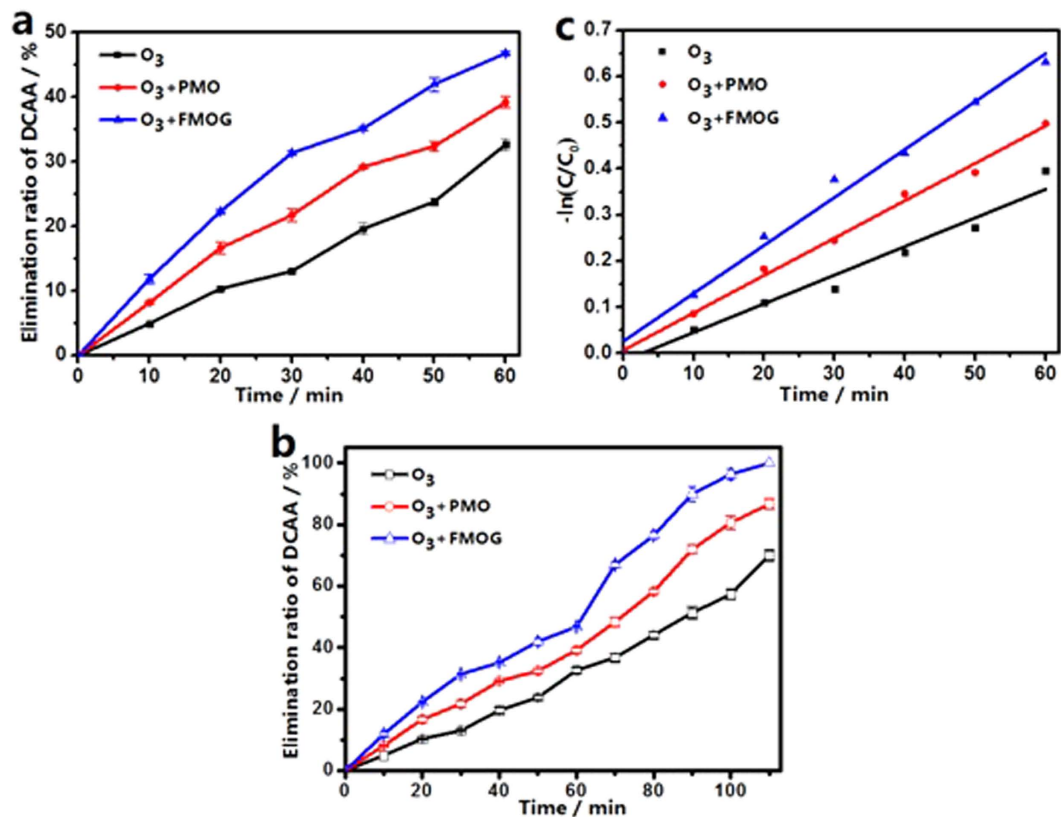 a
Elimination ratio of DCAA / %
50
40
30
20
10
0
O₃
O₃+PMO
O₃+FMOG
0 10 20 30 40 50 60
Time / min
c
-ln(C/C₀)
0.7
0.6
0.5
0.4
0.3
0.2
0.1
0.0
O₃
O₃+PMO
O₃+FMOG
0 10 20 30 40 50 60
Time / min
b
Elimination ratio of DCAA / %
100
80
60
40
20
0
O₃
O₃+PMO
O₃+FMOG
0 20 40 60 80 100
Time / min